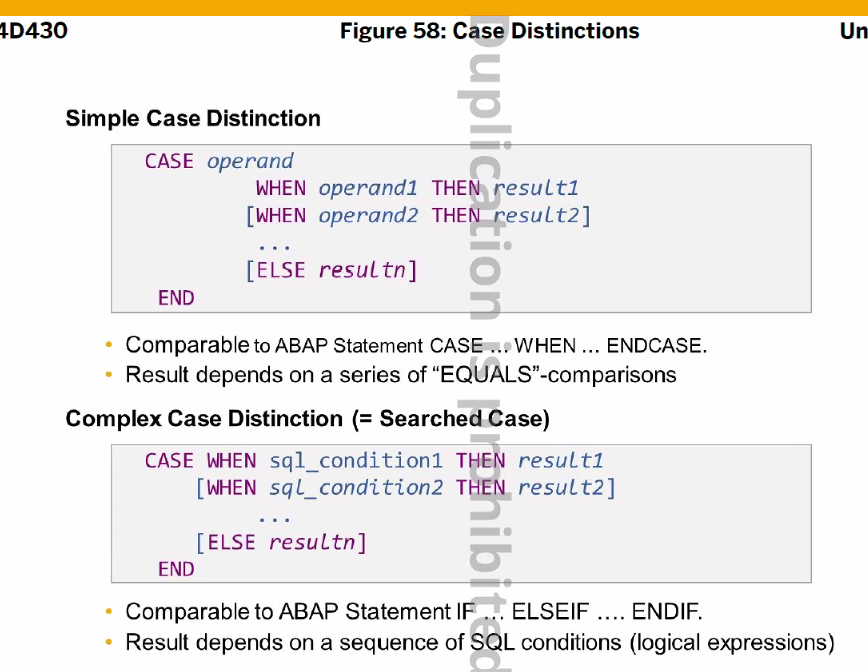 4D430 Figure 58: Case Distinctions Un
Simple Case Distinction
CASE operand
WHEN operand1 THEN result1
[WHEN operand2 THEN result2]
...
[ELSE resultn]
END
• Comparable to ABAP Statement CASE ... WHEN ... ENDCASE.
• Result depends on a series of “EQUALS”-comparisons
Complex Case Distinction (= Searched Case)
CASE WHEN sql_condition1 THEN result1
[WHEN sql_condition2 THEN result2]
...
[ELSE resultn]
END
• Comparable to ABAP Statement IF ... ELSEIF .... ENDIF.
• Result depends on a sequence of SQL conditions (logical expressions)
Duplication is prohibited